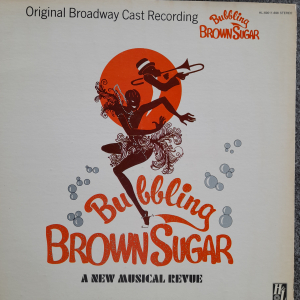 Original Broadway Cast Recording
Bubbling
BROWN SUGAR
Bubbling
BROWN SUGAR
A NEW MUSICAL REVUE